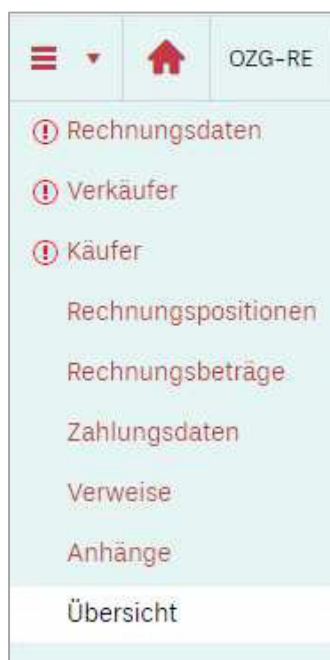 OZG-RE
Rechnungsdaten
Verkäufer
Käufer
Rechnungspositionen
Rechnungsbeträge
Zahlungsdaten
Verweise
Anhänge
Übersicht